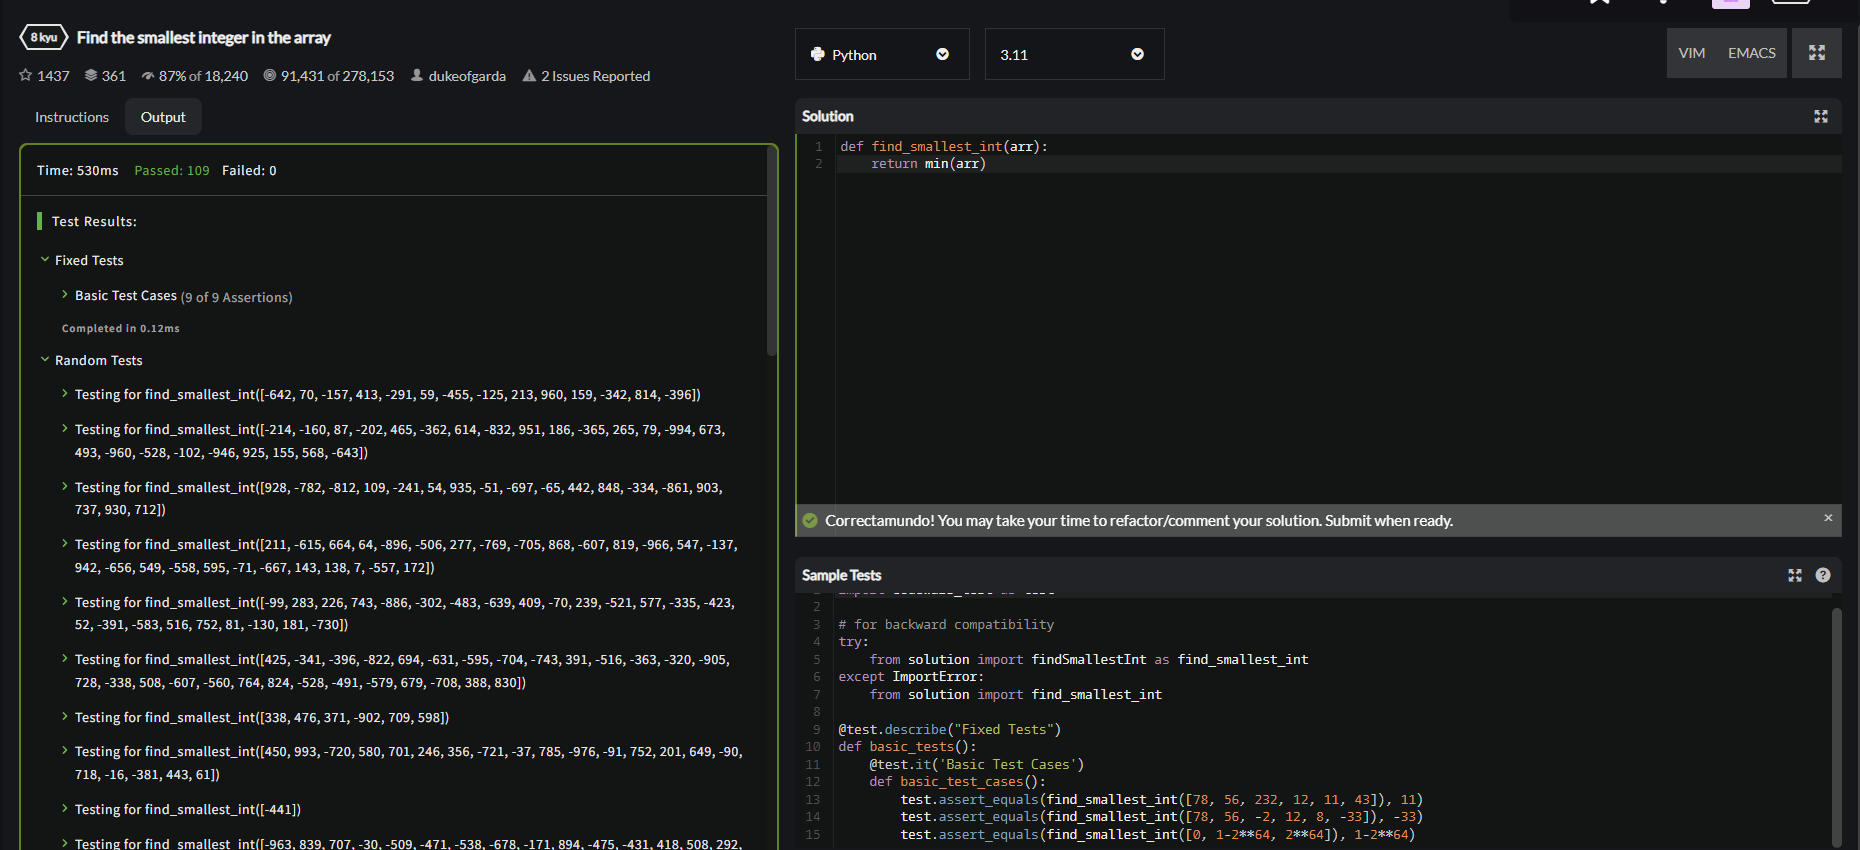 8 kyu Find the smallest integer in the array
1437 361 87% of 18,240 91,431 of 278,153 dukeofgarda 2 Issues Reported
Instructions Output
Time: 530ms Passed: 109 Failed: 0
Test Results:
Fixed Tests
Basic Test Cases (9 of 9 Assertions)
Completed in 0.12ms
Random Tests
Testing for find_smallest_int([-642, 70, -157, 413, -291, 59, -455, -125, 213, 960, 159, -342, 814, -396])
Testing for find_smallest_int([-214, -160, 87, -202, 465, -362, 614, -832, 951, 186, -365, 265, 79, -994, 673,
493, -960, -528, -102, -946, 925, 155, 568, -643])
Testing for find_smallest_int([928, -782, -812, 109, -241, 54, 935, -51, -697, -65, 442, 848, -334, -861, 903,
737, 930, 712])
Testing for find_smallest_int([211, -615, 664, 64, -896, -506, 277, -769, -705, 868, -607, 819, -966, 547, -137,
942, -656, 549, -558, 595, -71, -667, 143, 138, 7, -557, 172])
Testing for find_smallest_int([-99, 283, 226, 743, -886, -302, -483, -639, 409, -70, 239, -521, 577, -335, -423,
52, -391, -583, 516, 752, 81, -130, 181, -730])
Testing for find_smallest_int([425, -341, -396, -822, 694, -631, -595, -704, -743, 391, -516, -363, -320, -905,
728, -338, 508, -607, -560, 764, 824, -528, -491, -579, 679, -708, 388, 830])
Testing for find_smallest_int([338, 476, 371, -902, 709, 598])
Testing for find_smallest_int([450, 993, -720, 580, 701, 246, 356, -721, -37, 785, -976, -91, 752, 201, 649, -90,
718, -16, -381, 443, 61])
Testing for find_smallest_int([-441])
Testing for find_smallest_int([-963, 839, 707, -30, -509, -471, -538, -678, -171, 894, -475, -431, 418, 508, 292,
Python 3.11 VIM EMACS
Solution
1 def find_smallest_int(arr):
2 return min(arr)
Correctamundo! You may take your time to refactor/comment your solution. Submit when ready.
Sample Tests
2
3 # for backward compatibility
4 try:
5 from solution import findSmallestInt as find_smallest_int
6 except ImportError:
7 from solution import find_smallest_int
8
9 @test.describe("Fixed Tests")
10 def basic_tests():
11 @test.it('Basic Test Cases')
12 def basic_test_cases():
13 test.assert_equals(find_smallest_int([78, 56, 232, 12, 11, 43]), 11)
14 test.assert_equals(find_smallest_int([78, 56, -2, 12, 8, -33]), -33)
15 test.assert_equals(find_smallest_int([0, 1-2**64, 2**64]), 1-2**64)